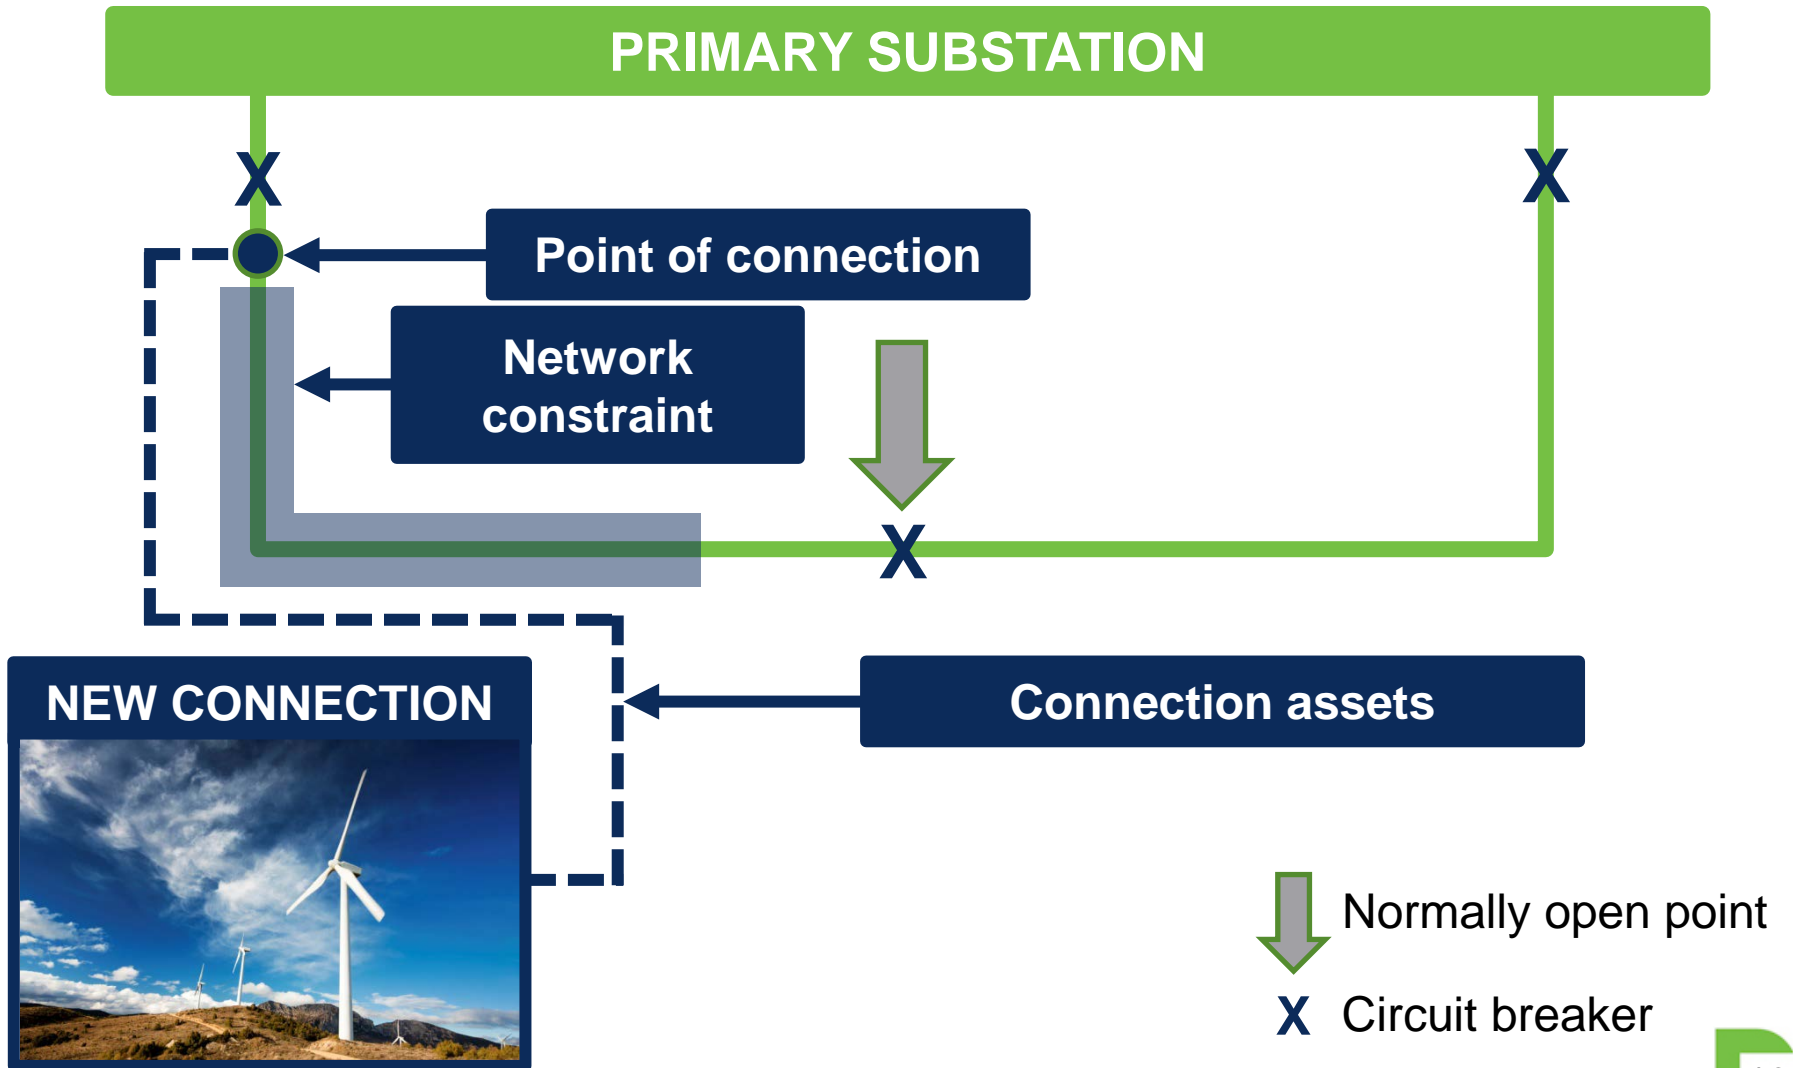 PRIMARY SUBSTATION
X
X
Point of connection
Network
constraint
X
NEW CONNECTION
Connection assets
Normally open point
X Circuit breaker